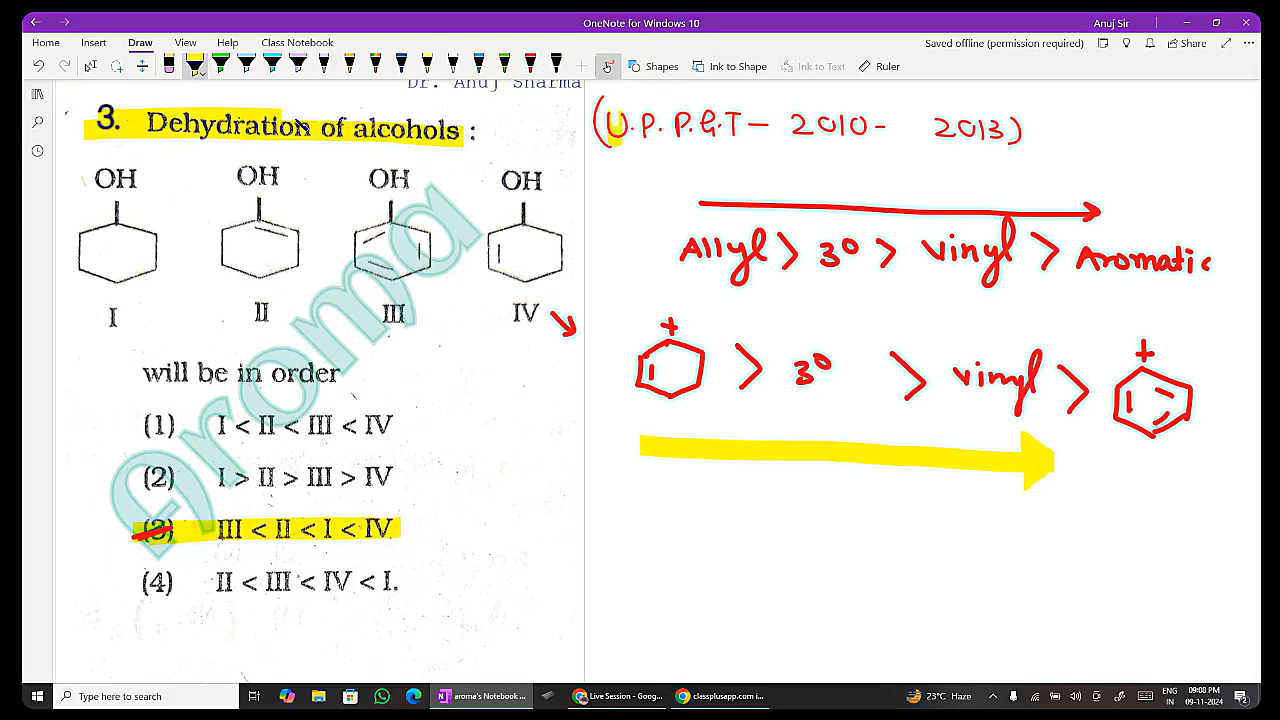 OneNote for Windows 10
Anuj Sir
Home Insert Draw View Help Class Notebook
Saved offline (permission required) Share
Shapes Ink to Shape Ink to Text Ruler
Dr. Anuj Sharma
3. Dehydration of alcohols :
OH OH OH OH
I II III IV
will be in order
(1) I < II < III < IV
(2) I > II > III > IV
(3) III < II < I < IV
(4) II < III < IV < I.
Aroma
(U.P. P.G.T - 2010 - 2013)
Allyl > 3° > Vinyl > Aromatic
+ > 3° > vinyl > +
Type here to search
aroma's Notebook ...
Live Session - Goog...
classplusapp.com i...
23°C Haze
ENG
IN
09:08 PM
09-11-2024
2